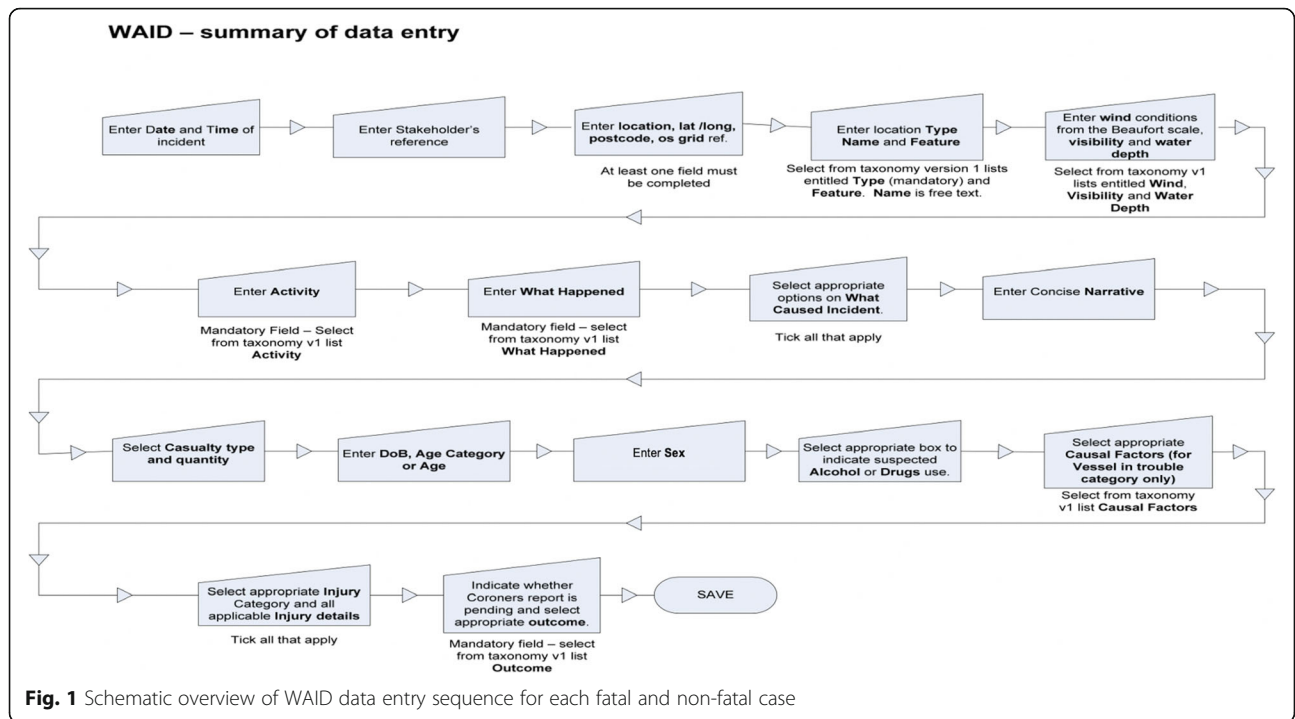 WAID – summary of data entry
Enter Date and Time of
incident
Enter Stakeholder's
reference
Enter location, lat /long,
postcode, os grid ref.
At least one field must
be completed
Enter location Type
Name and Feature
Select from taxonomy version 1 lists
entitled Type (mandatory) and
Feature. Name is free text.
Enter wind conditions
from the Beaufort scale,
visibility and water
depth
Select from taxonomy v1
lists entitled Wind,
Visibility and Water
Depth
Enter Activity
Mandatory Field – Select
from taxonomy v1 list
Activity
Enter What Happened
Mandatory field – select
from taxonomy v1 list
What Happened
Select appropriate
options on What
Caused Incident.
Tick all that apply
Enter Concise Narrative
Select Casualty type
and quantity
Enter DoB, Age Category
or Age
Enter Sex
Select appropriate box to
indicate suspected
Alcohol or Drugs use.
Select appropriate
Causal Factors (for
Vessel in trouble
category only)
Select from taxonomy
v1 list Causal Factors
Select appropriate Injury
Category and all
applicable Injury details
Tick all that apply
Indicate whether
Coroners report is
pending and select
appropriate outcome.
Mandatory field – select
from taxonomy v1 list
Outcome
SAVE
Fig. 1 Schematic overview of WAID data entry sequence for each fatal and non-fatal case